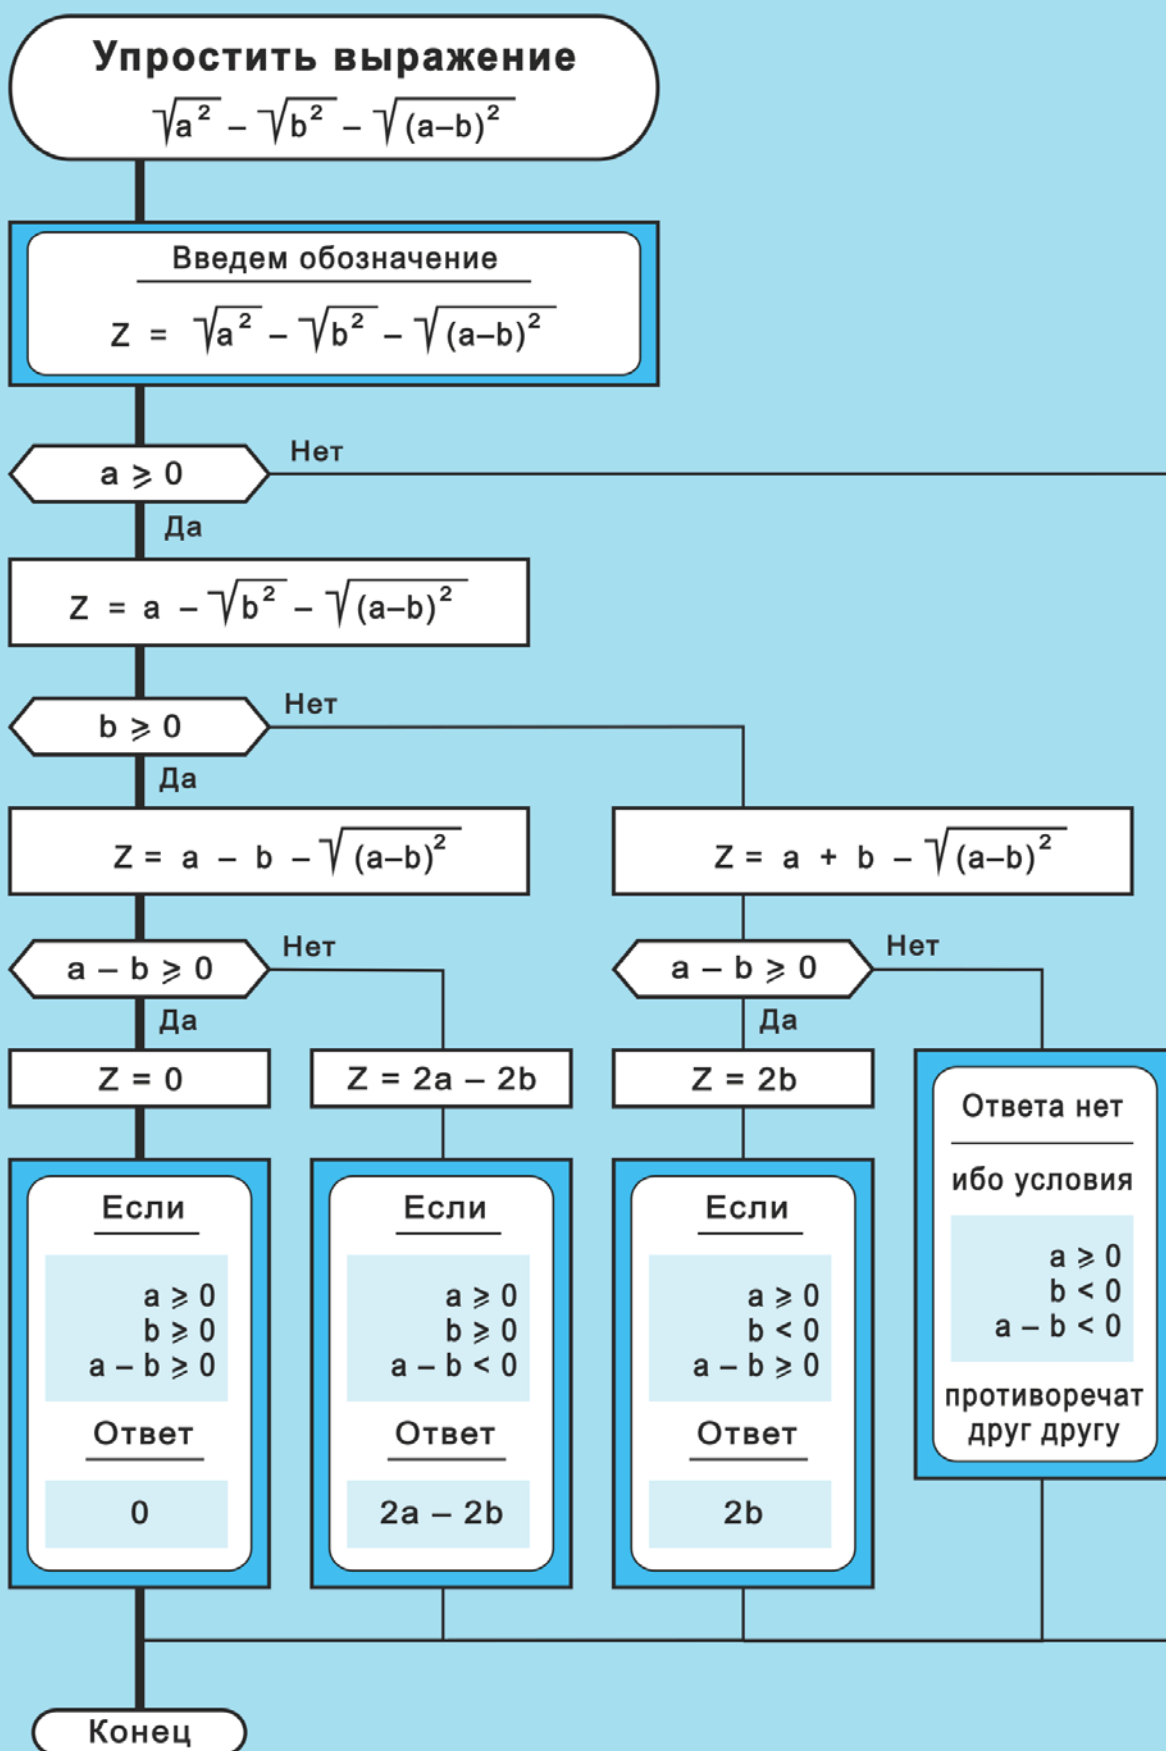 Упростить выражение
√a² – √b² – √(a–b)²
Введем обозначение
Z = √a² – √b² – √(a–b)²
a ⩾ 0
Нет
Да
Z = a – √b² – √(a–b)²
b ⩾ 0
Нет
Да
Z = a – b – √(a–b)²
Z = a + b – √(a–b)²
a – b ⩾ 0
Нет
Да
a – b ⩾ 0
Нет
Да
Z = 0
Z = 2a – 2b
Z = 2b
Если
a ⩾ 0
b ⩾ 0
a – b ⩾ 0
Ответ
0
Если
a ⩾ 0
b ⩾ 0
a – b < 0
Ответ
2a – 2b
Если
a ⩾ 0
b < 0
a – b ⩾ 0
Ответ
2b
Ответа нет
ибо условия
a ⩾ 0
b < 0
a – b < 0
противоречат
друг другу
Конец